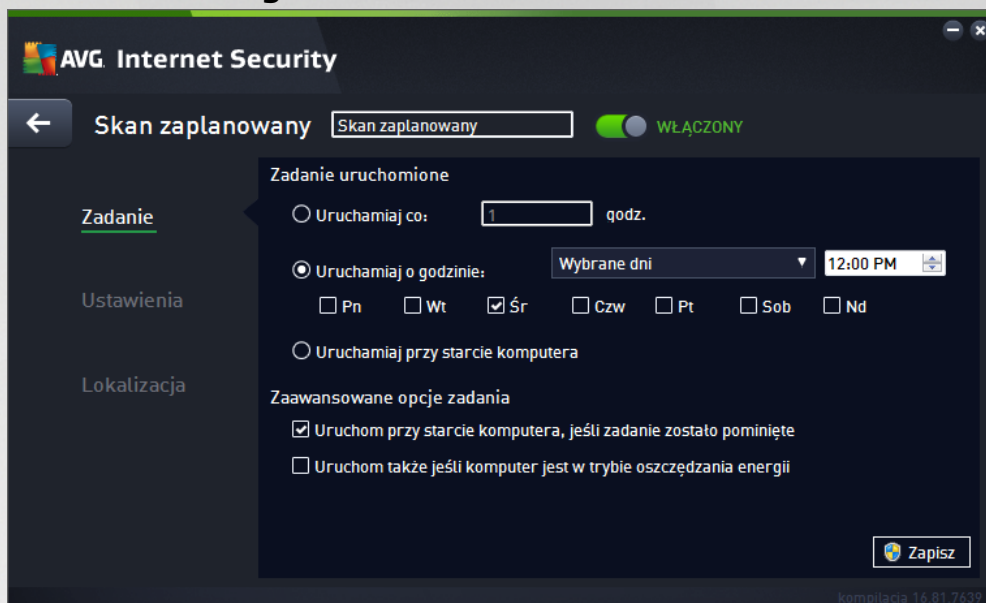 AVG. Internet Security
Skan zaplanowany Skan zaplanowany WŁĄCZONY
Zadanie
Ustawienia
Lokalizacja
Zadanie uruchomione
Uruchamiaj co: 1 godz.
Uruchamiaj o godzinie: Wybrane dni 12:00 PM
Pn Wt Śr Czw Pt Sob Nd
Uruchamiaj przy starcie komputera
Zaawansowane opcje zadania
Uruchom przy starcie komputera, jeśli zadanie zostało pominięte
Uruchom także jeśli komputer jest w trybie oszczędzania energii
Zapisz
kompilacja 16.81.7639